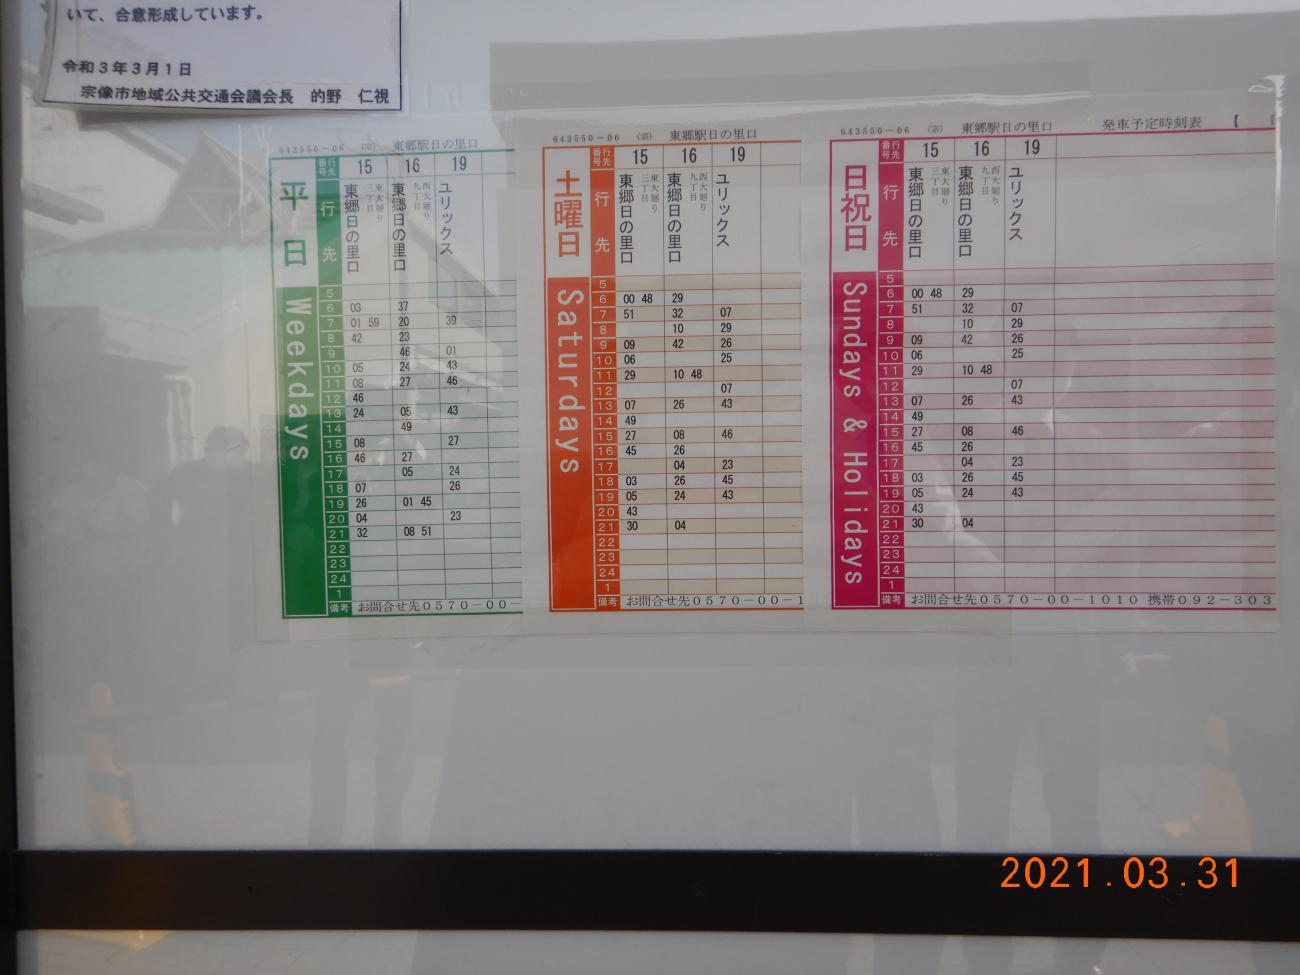 いて、合意形成しています。
令和３年３月１日
宗像市地域公共交通会議会長　的野　仁視
643550-06 (宗) 東郷駅日の里口
平日 Weekdays
行先番号 15 16 19
行先 東郷日の里口 東大廻り 三丁目 東郷日の里口 西大廻り 九丁目 ユリックス
5
6 03 37
7 01 59 20 39
8 42 23
9 46 01
10 05 24 43
11 08 27 46
12 46
13 24 05 43
14 49
15 08 27
16 46 27
17 05 24
18 07 26
19 26 01 45
20 04 23
21 32 08 51
22
23
24
1
備考 お問合せ先０５７０－００－
643550-06 (宗) 東郷駅日の里口
土曜日 Saturdays
行先番号 15 16 19
行先 東郷日の里口 東大廻り 三丁目 東郷日の里口 西大廻り 九丁目 ユリックス
5
6 00 48 29
7 51 32 07
8 10 29
9 09 42 26
10 06 25
11 29 10 48
12 07
13 07 26 43
14 49
15 27 08 46
16 45 26
17 04 23
18 03 26 45
19 05 24 43
20 43
21 30 04
22
23
24
1
備考 お問合せ先０５７０－００－１
643550-06 (宗) 東郷駅日の里口 発車予定時刻表 【
日祝日 Sundays & Holidays
行先番号 15 16 19
行先 東郷日の里口 東大廻り 三丁目 東郷日の里口 西大廻り 九丁目 ユリックス
5
6 00 48 29
7 51 32 07
8 10 29
9 09 42 26
10 06 25
11 29 10 48
12 07
13 07 26 43
14 49
15 27 08 46
16 45 26
17 04 23
18 03 26 45
19 05 24 43
20 43
21 30 04
22
23
24
1
備考 お問合せ先０５７０－００－１０１０ 携帯０９２－３０３
2021.03.31